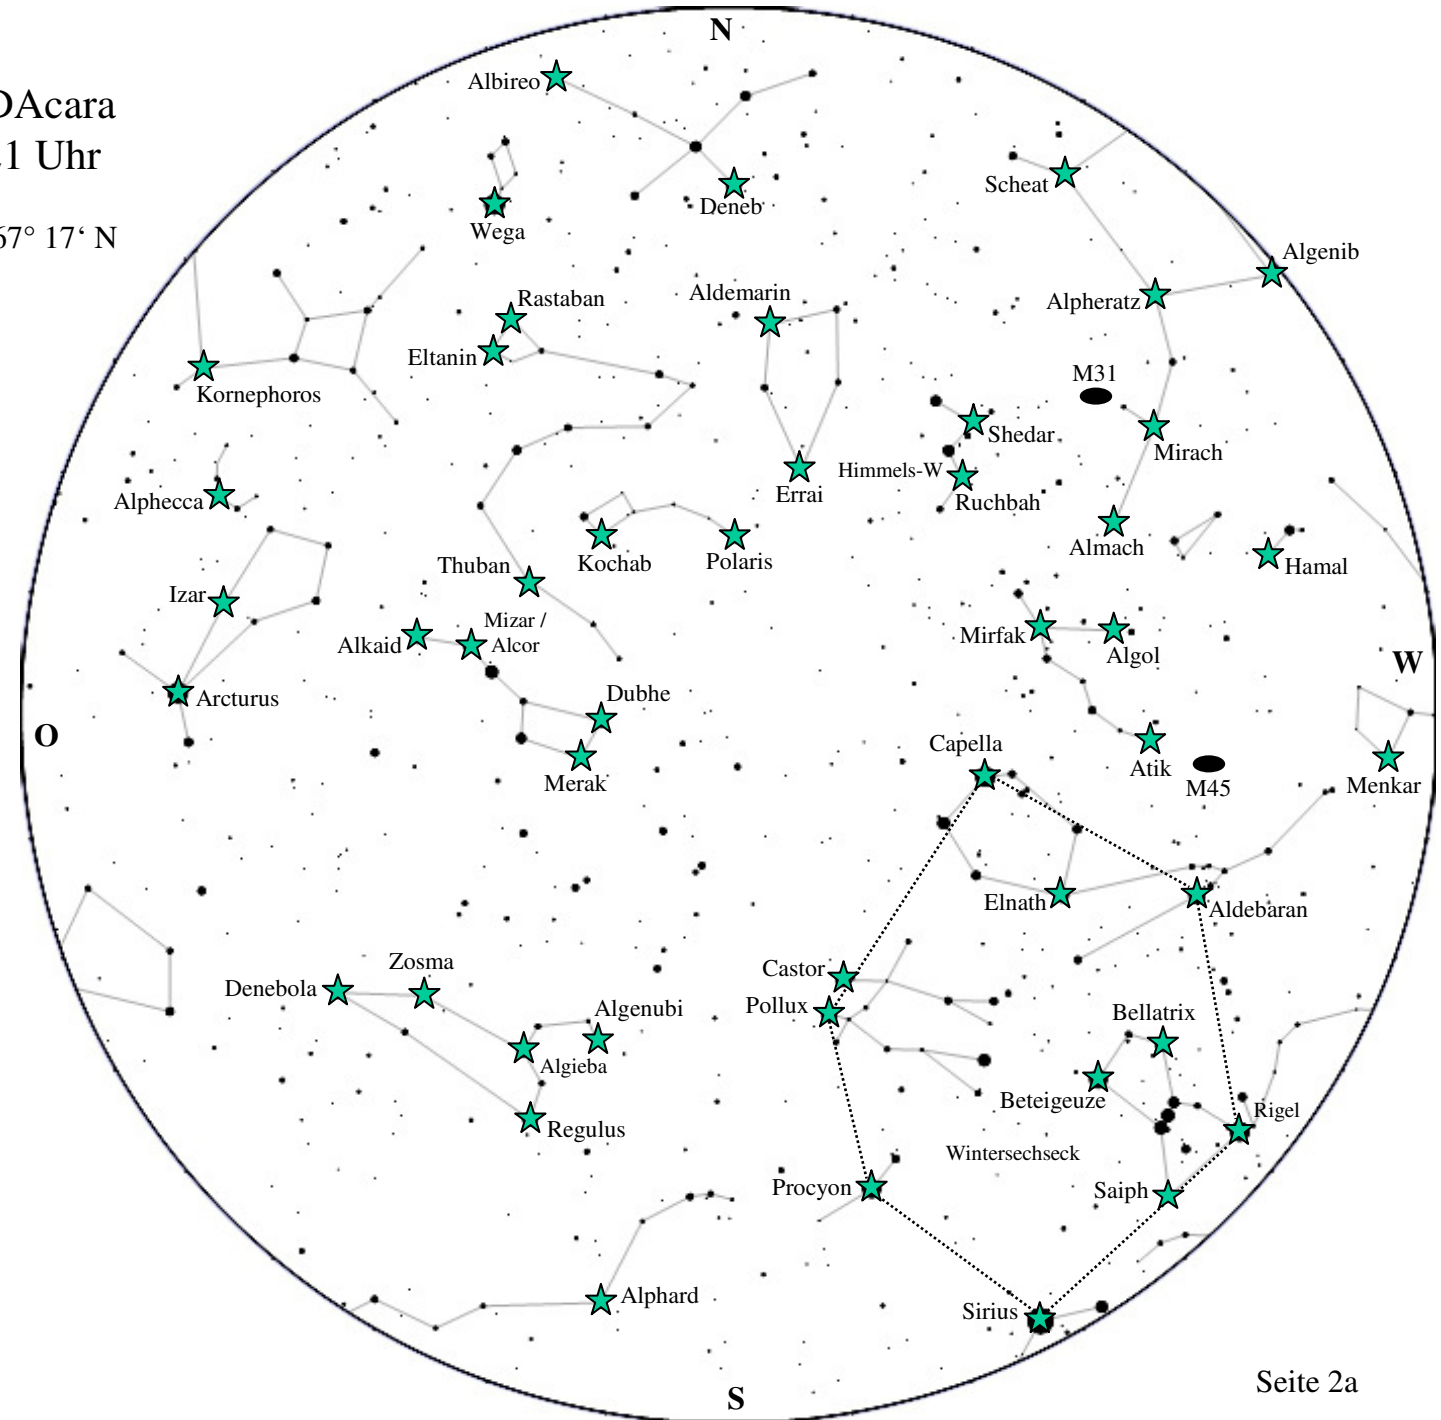 N
Albireo
DAcara
1 Uhr
Scheat
Deneb
Wega
67° 17‘ N
Algenib
Aldemarin
Rastaban
Alpheratz
Eltanin
M31
Kornephoros
Shedar
Mirach
Himmels-W
Errai
Ruchbah
Alphecca
Almach
Kochab
Polaris
Thuban
Hamal
Izar
Mizar /
Alcor
Alkaid
Mirfak
Algol
W
Dubhe
Arcturus
O
Capella
Atik
Merak
M45
Menkar
Elnath
Aldebaran
Zosma
Castor
Denebola
Pollux
Algenubi
Bellatrix
Algieba
Beteigeuze
Rigel
Regulus
Wintersechseck
Procyon
Saiph
Alphard
Sirius
Seite 2a
S